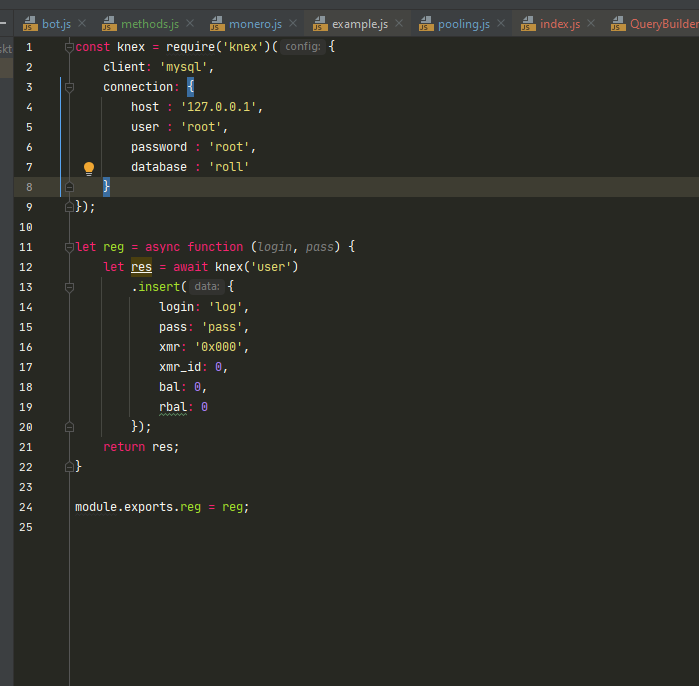 bot.js methods.js monero.js example.js pooling.js index.js QueryBuilder
skt
1 const knex = require('knex')( config: {
2 client: 'mysql',
3 connection: {
4 host : '127.0.0.1',
5 user : 'root',
6 password : 'root',
7 database : 'roll'
8 }
9 });
10
11 let reg = async function (login, pass) {
12 let res = await knex('user')
13 .insert( data: {
14 login: 'log',
15 pass: 'pass',
16 xmr: '0x000',
17 xmr_id: 0,
18 bal: 0,
19 rbal: 0
20 });
21 return res;
22 }
23
24 module.exports.reg = reg;
25